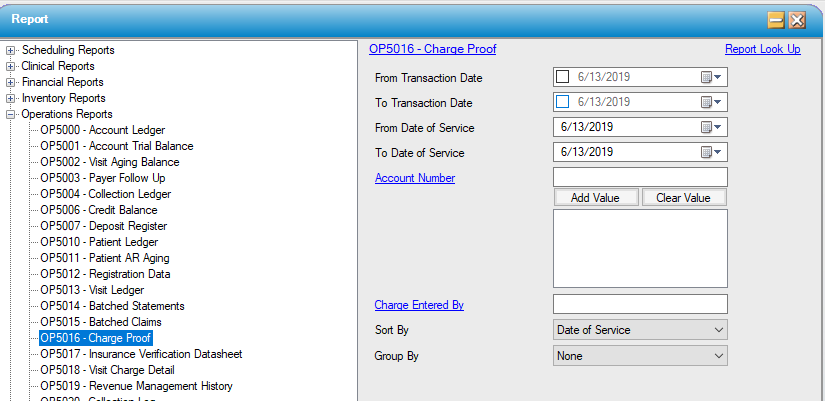 Report
Scheduling Reports
Clinical Reports
Financial Reports
Inventory Reports
Operations Reports
OP5000 - Account Ledger
OP5001 - Account Trial Balance
OP5002 - Visit Aging Balance
OP5003 - Payer Follow Up
OP5004 - Collection Ledger
OP5006 - Credit Balance
OP5007 - Deposit Register
OP5010 - Patient Ledger
OP5011 - Patient AR Aging
OP5012 - Registration Data
OP5013 - Visit Ledger
OP5014 - Batched Statements
OP5015 - Batched Claims
OP5016 - Charge Proof
OP5017 - Insurance Verification Datasheet
OP5018 - Visit Charge Detail
OP5019 - Revenue Management History
OP5020 - Collection Log
OP5016 - Charge Proof Report Look Up
From Transaction Date 6/13/2019
To Transaction Date 6/13/2019
From Date of Service 6/13/2019
To Date of Service 6/13/2019
Account Number
Add Value Clear Value
Charge Entered By
Sort By Date of Service
Group By None